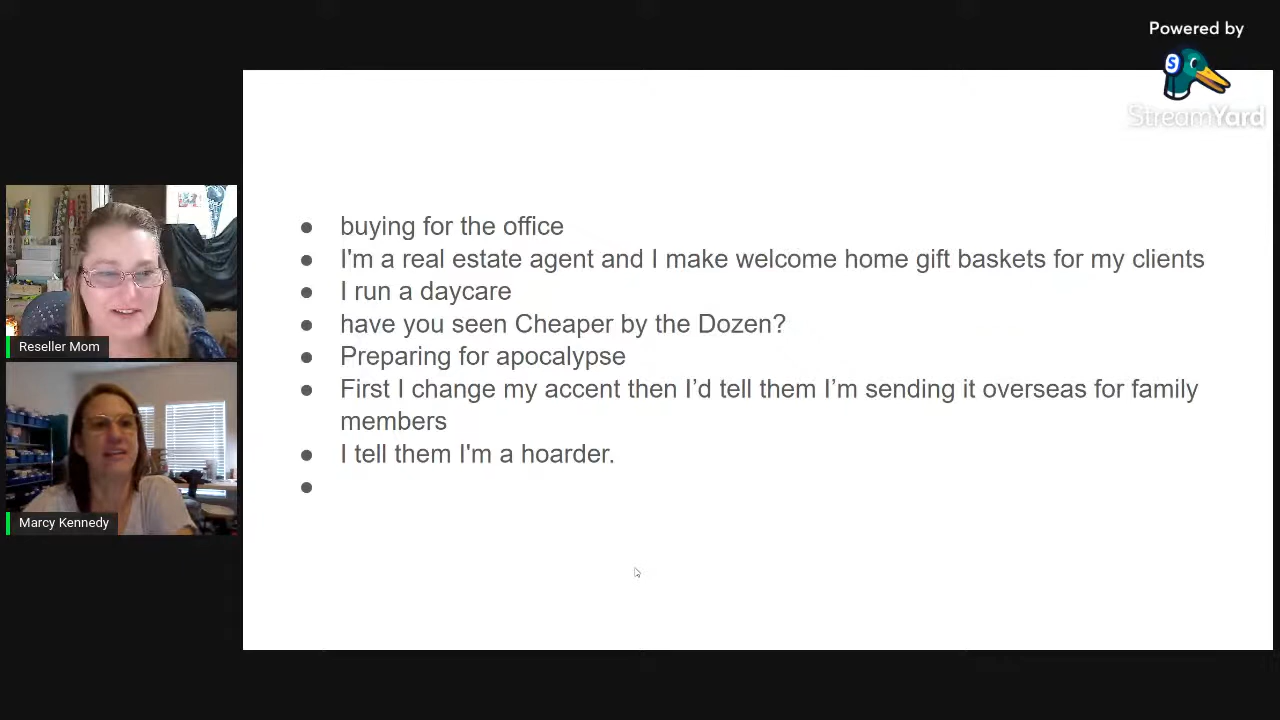 Powered by
StreamYard
buying for the office
I'm a real estate agent and I make welcome home gift baskets for my clients
I run a daycare
have you seen Cheaper by the Dozen?
Preparing for apocalypse
First I change my accent then I’d tell them I’m sending it overseas for family
members
I tell them I'm a hoarder.
Reseller Mom
Marcy Kennedy